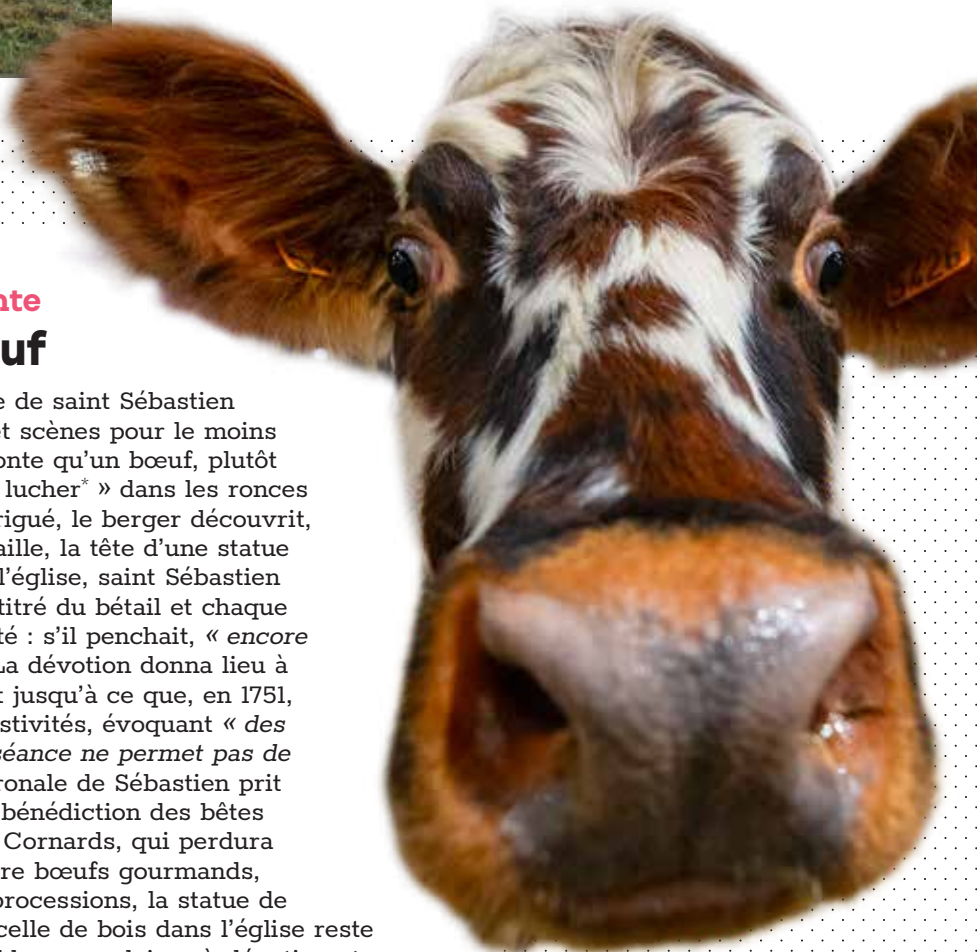 nte
uf
e de saint Sébastien
et scènes pour le moins
onte qu'un bœuf, plutôt
lucher* » dans les ronces
rigué, le berger découvrit,
aille, la tête d'une statue
l'église, saint Sébastien
titré du bétail et chaque
té : s'il penchait, « encore
La dévotion donna lieu à
t jusqu'à ce que, en 1751,
stivités, évoquant « des
séance ne permet pas de
ronale de Sébastien prit
bénédiction des bêtes
Cornards, qui perdura
re bœufs gourmands,
processions, la statue de
celle de bois dans l'église reste